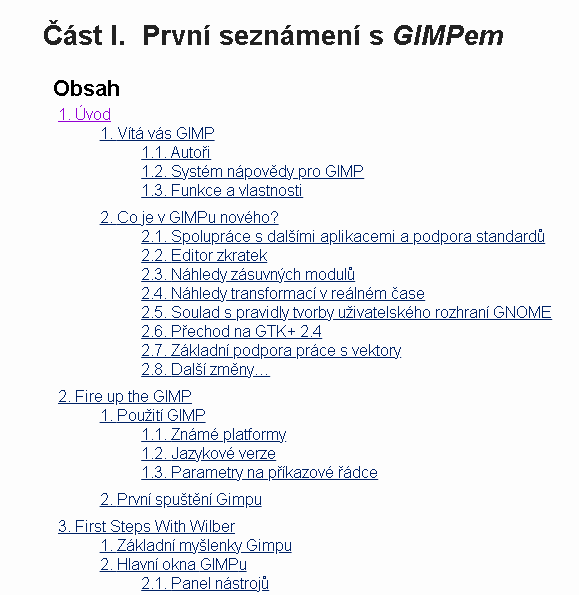 Část I. První seznámení s GIMPem
Obsah
1. Úvod
1. Vítá vás GIMP
1.1. Autoři
1.2. Systém nápovědy pro GIMP
1.3. Funkce a vlastnosti
2. Co je v GIMPu nového?
2.1. Spolupráce s dalšími aplikacemi a podpora standardů
2.2. Editor zkratek
2.3. Náhledy zásuvných modulů
2.4. Náhledy transformací v reálném čase
2.5. Soulad s pravidly tvorby uživatelského rozhraní GNOME
2.6. Přechod na GTK+ 2.4
2.7. Základní podpora práce s vektory
2.8. Další změny…
2. Fire up the GIMP
1. Použití GIMP
1.1. Známé platformy
1.2. Jazykové verze
1.3. Parametry na příkazové řádce
2. První spuštění Gimpu
3. First Steps With Wilber
1. Základní myšlenky Gimpu
2. Hlavní okna GIMPu
2.1. Panel nástrojů